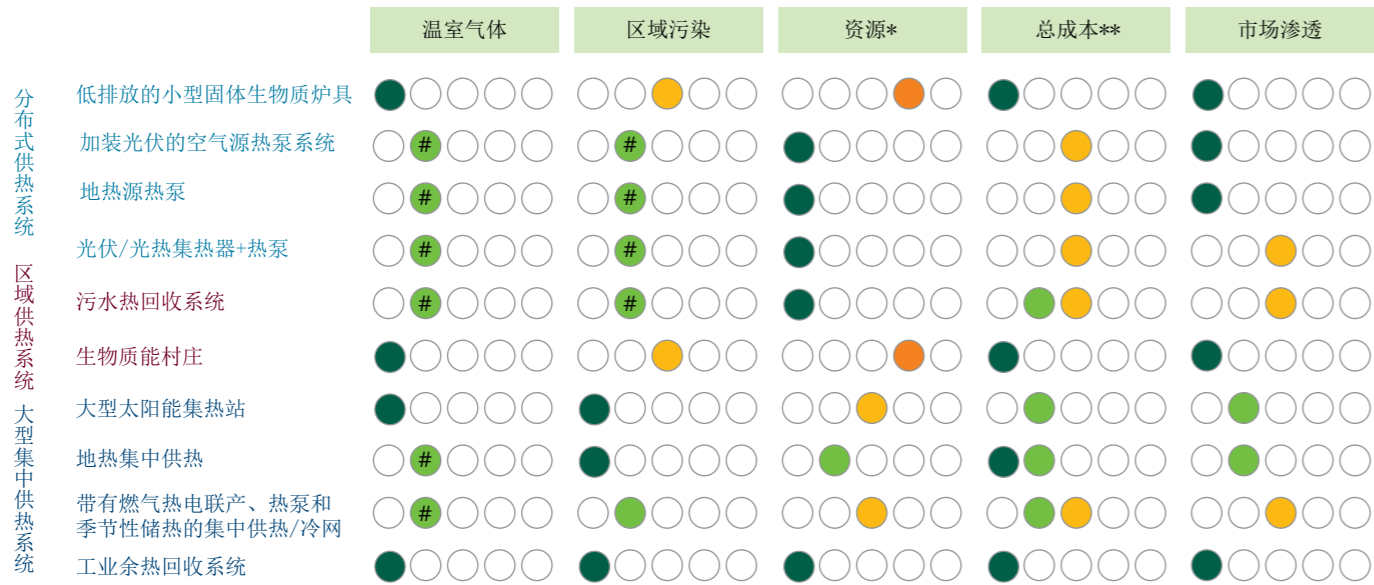 温室气体 区域污染 资源* 总成本** 市场渗透
分布式供热系统
低排放的小型固体生物质炉具
加装光伏的空气源热泵系统 # #
地热源热泵 # #
光伏/光热集热器+热泵 # #
区域供热系统
污水热回收系统 # #
生物质能村庄
大型集中供热系统
大型太阳能集热站
地热集中供热 #
带有燃气热电联产、热泵和
季节性储热的集中供热/冷网 #
工业余热回收系统